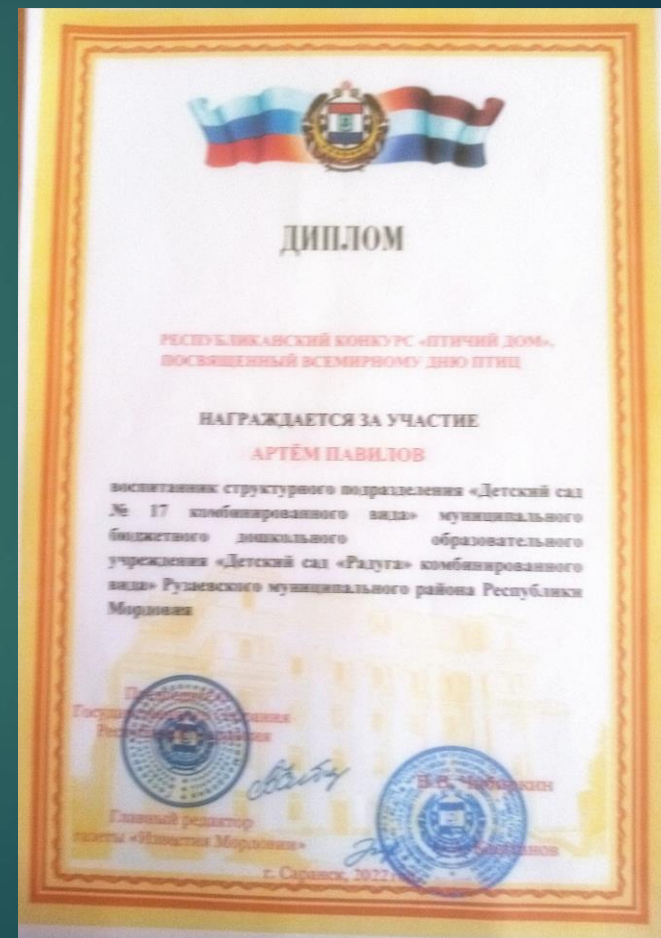 ДИПЛОМ
РЕСПУБЛИКАНСКИЙ КОНКУРС «ПТИЧИЙ ДОМ»,
ПОСВЯЩЕННЫЙ ВСЕМИРНОМУ ДНЮ ПТИЦ
НАГРАЖДАЕТСЯ ЗА УЧАСТИЕ
АРТЁМ ПАВИЛОВ
воспитанник структурного подразделения «Детский сад
№ 17 комбинированного вида» муниципального
бюджетного дошкольного образовательного
учреждения «Детский сад «Радуга» комбинированного
вида» Рузаевского муниципального района Республики
Мордовия
Главный редактор
газеты «Известия Мордовии»
г. Саранск, 2022